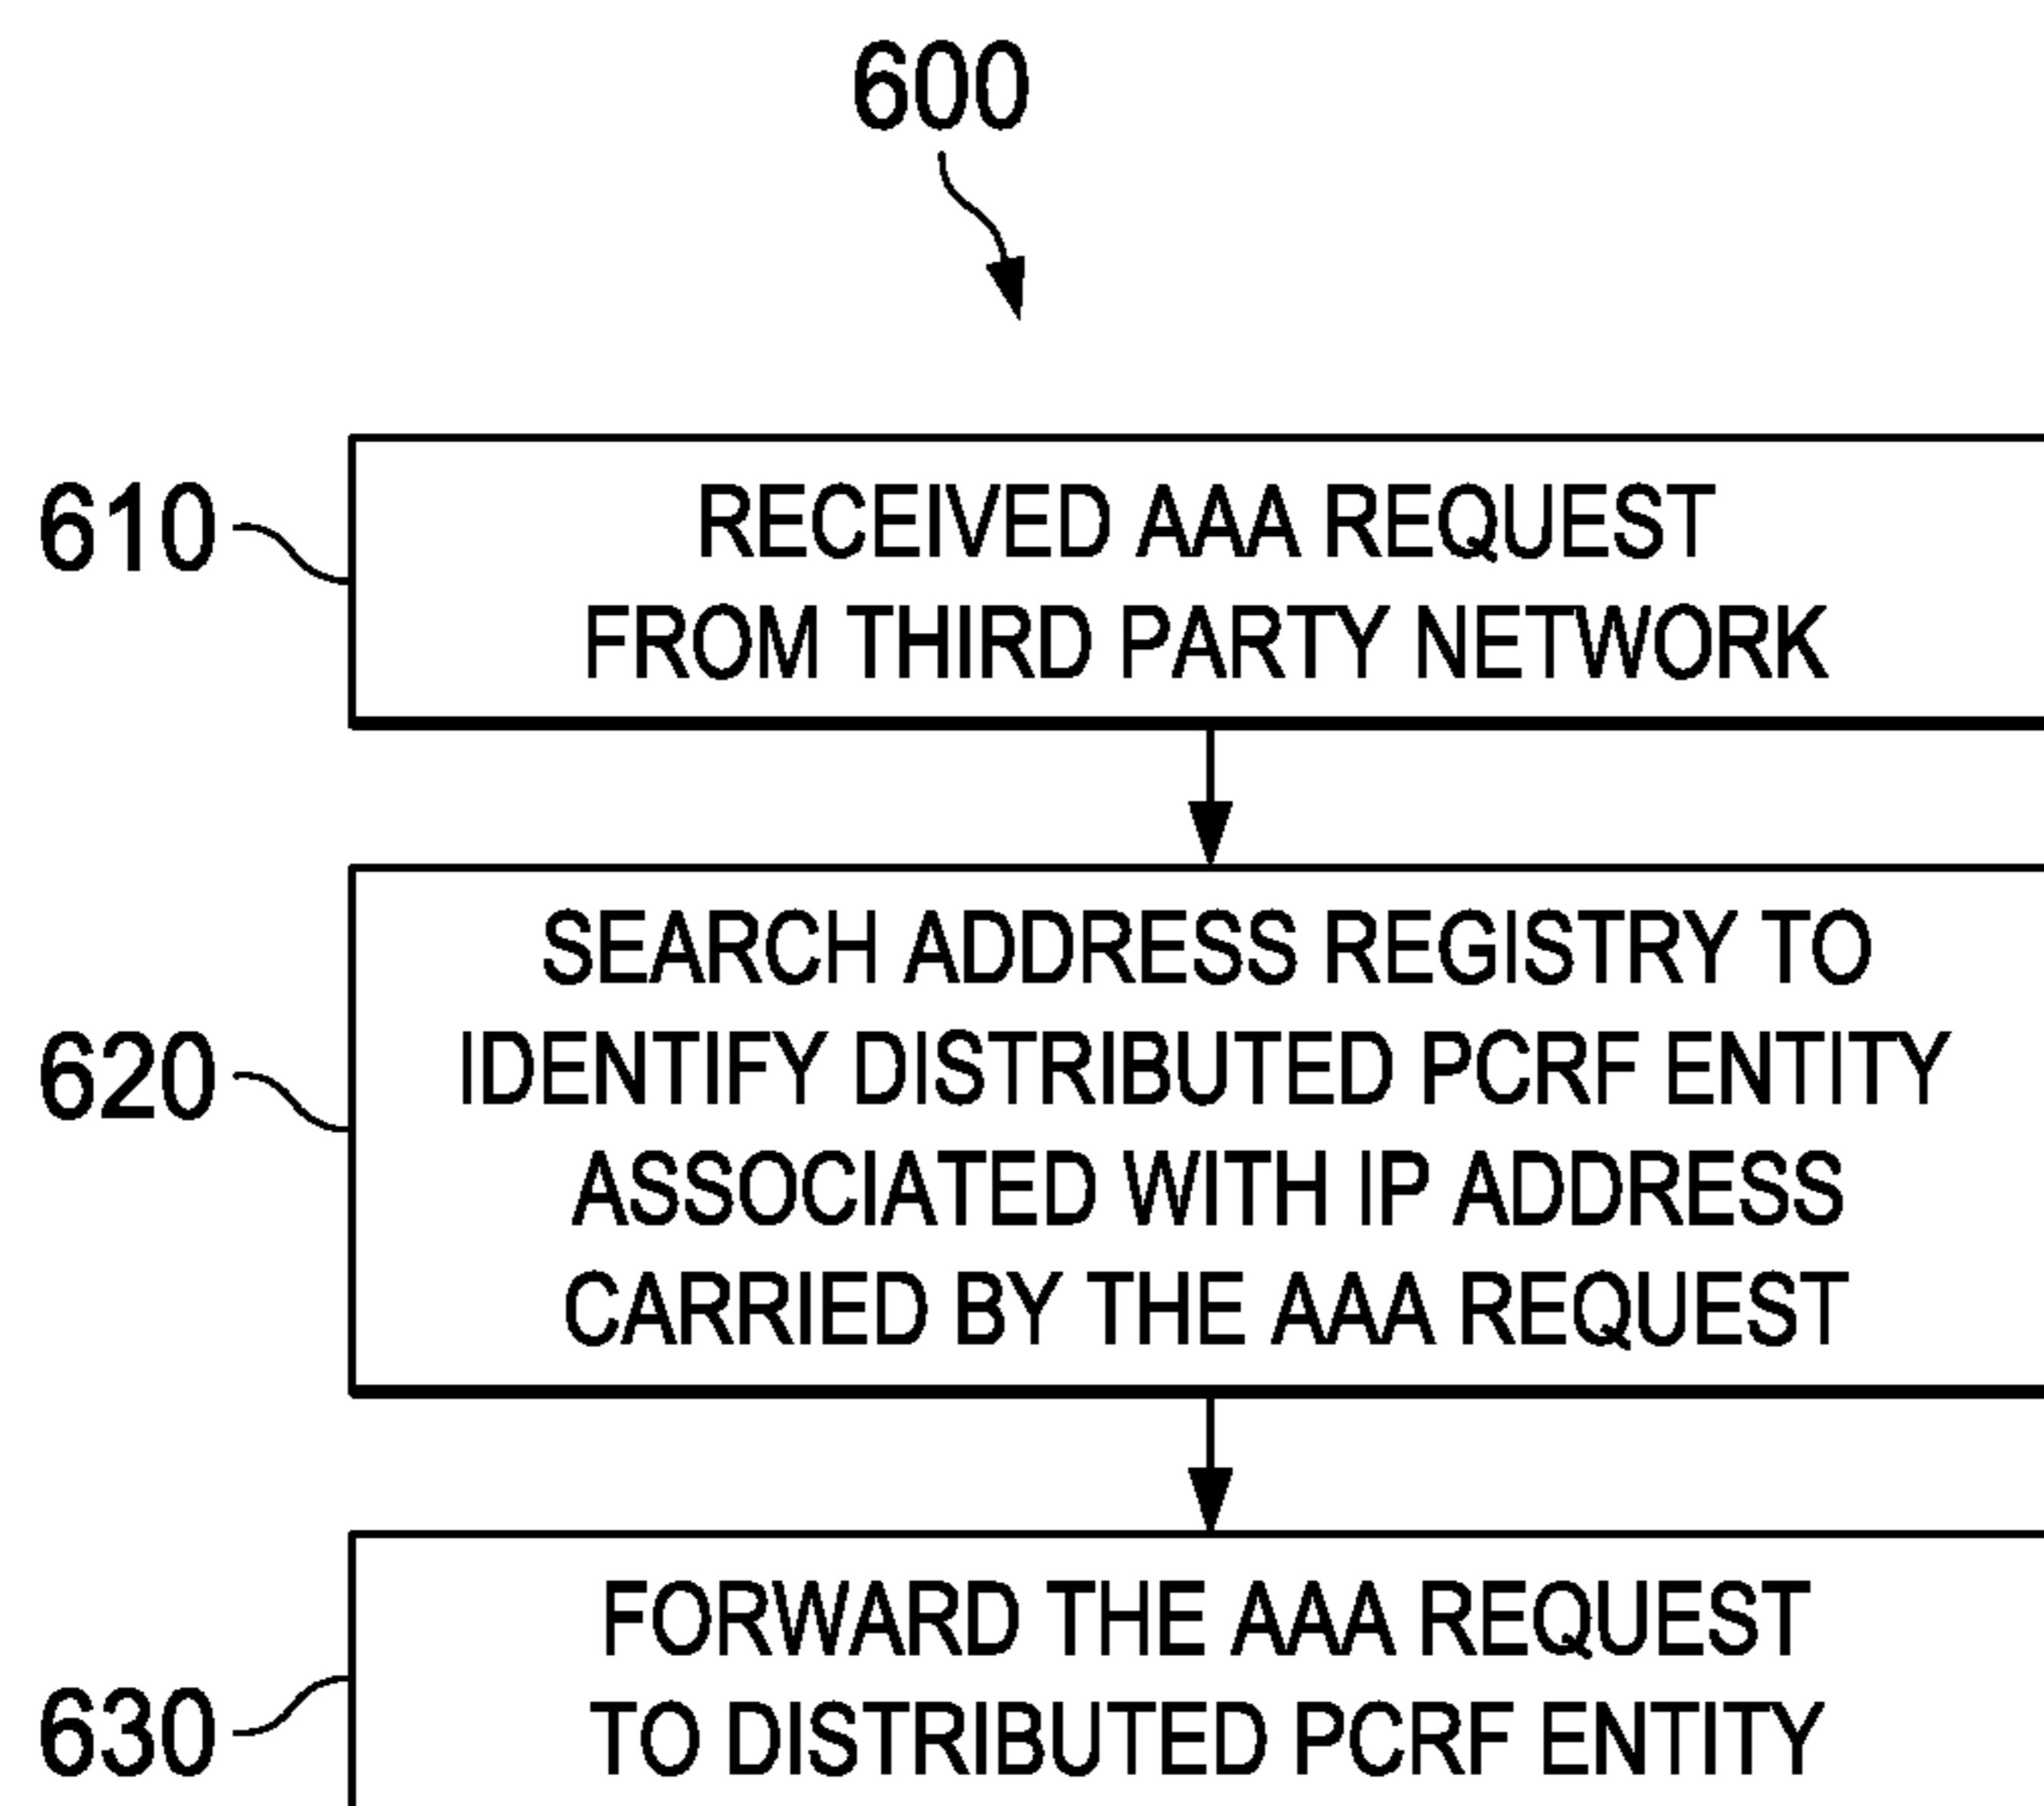 600
610
RECEIVED AAA REQUEST
FROM THIRD PARTY NETWORK
620
SEARCH ADDRESS REGISTRY TO
IDENTIFY DISTRIBUTED PCRF ENTITY
ASSOCIATED WITH IP ADDRESS
CARRIED BY THE AAA REQUEST
630
FORWARD THE AAA REQUEST
TO DISTRIBUTED PCRF ENTITY